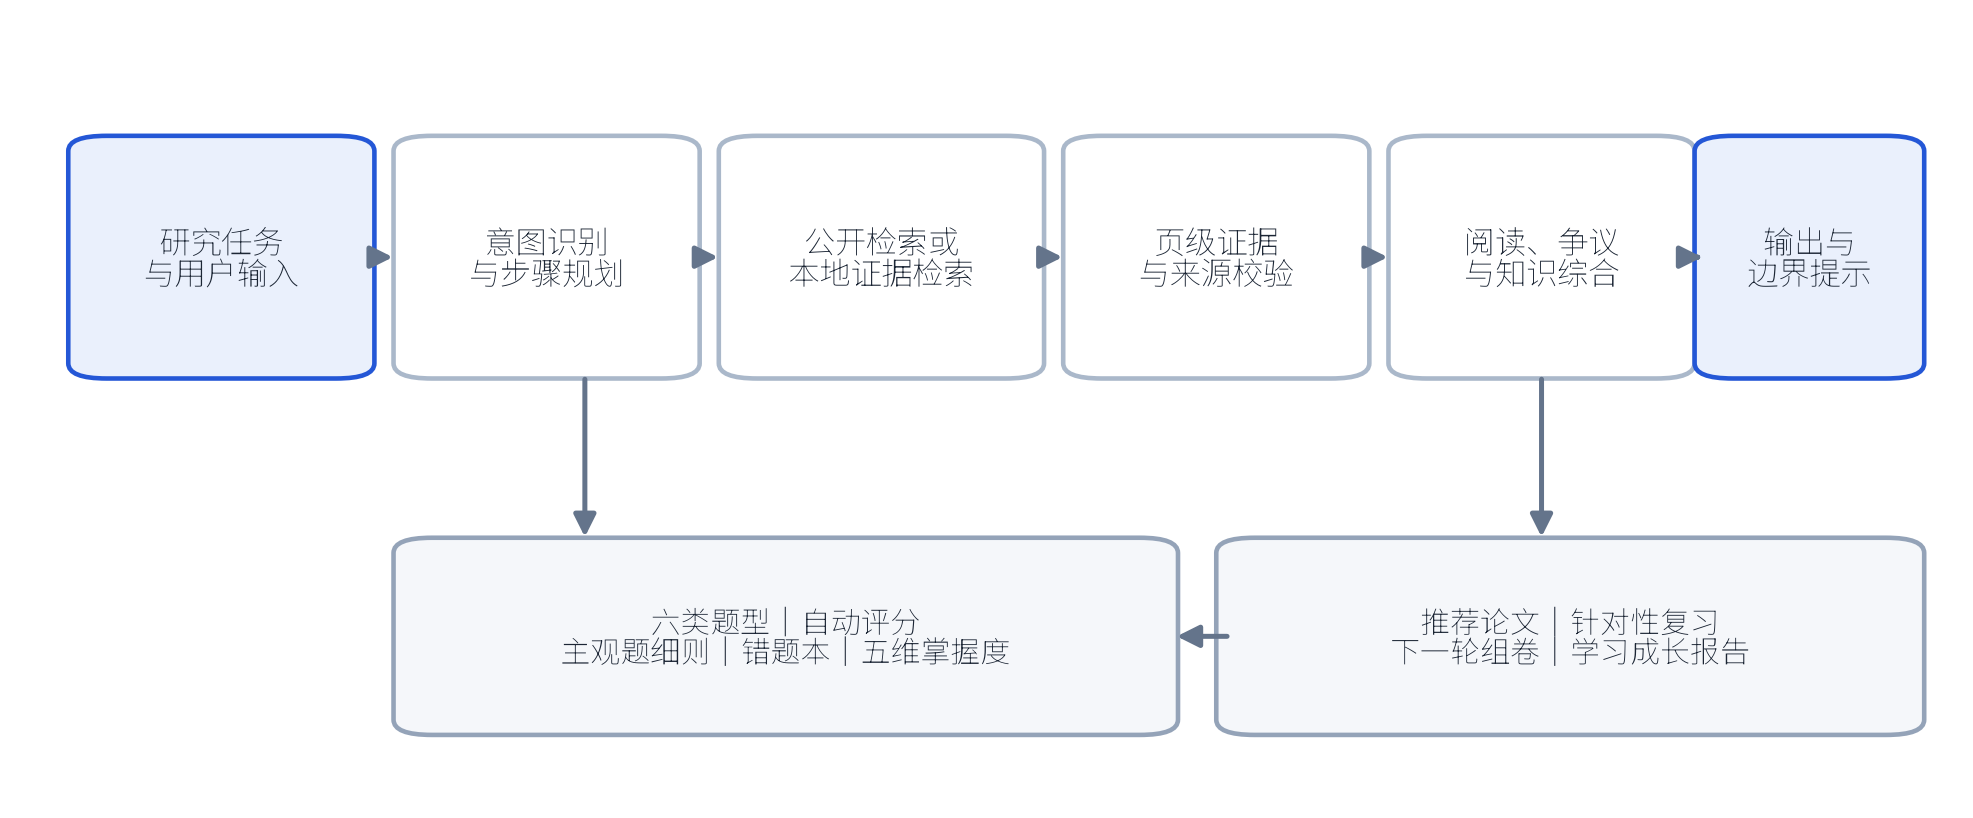 研究任务
与用户输入
意图识别
与步骤规划
公开检索或
本地证据检索
页级证据
与来源校验
阅读、争议
与知识综合
输出与
边界提示
六类题型｜自动评分
主观题细则｜错题本｜五维掌握度
推荐论文｜针对性复习
下一轮组卷｜学习成长报告